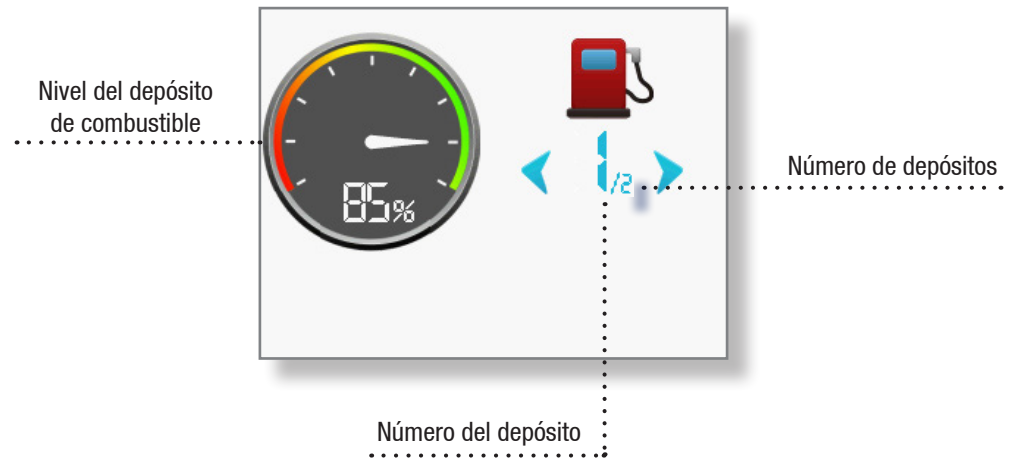 Nivel del depósito
de combustible
85%
1/2
Número de depósitos
Número del depósito